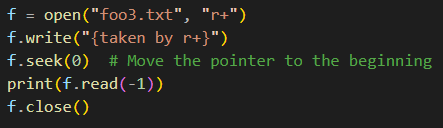 f = open("foo3.txt", "r+")
f.write("{taken by r+}")
f.seek(0)  # Move the pointer to the beginning
print(f.read(-1))
f.close()